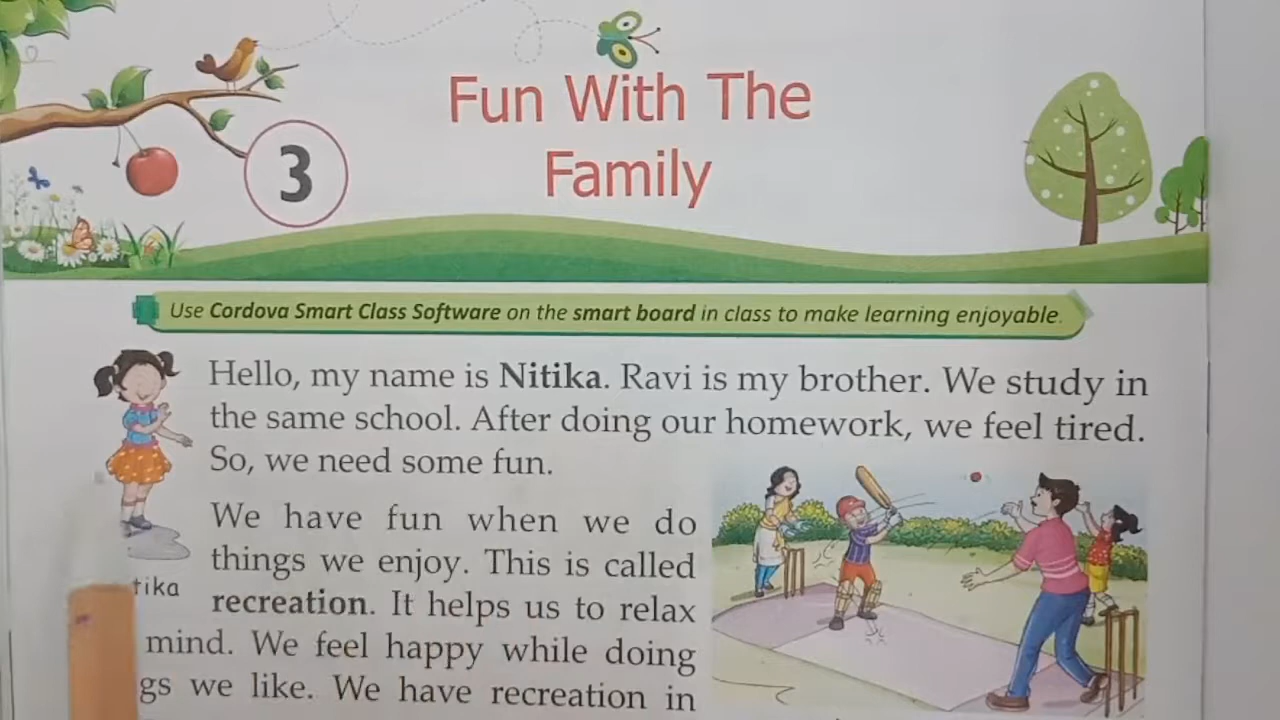 3
Fun With The
Family
Use Cordova Smart Class Software on the smart board in class to make learning enjoyable.
Hello, my name is Nitika. Ravi is my brother. We study in
the same school. After doing our homework, we feel tired.
So, we need some fun.
We have fun when we do
things we enjoy. This is called
tika
recreation. It helps us to relax
mind. We feel happy while doing
gs we like. We have recreation in